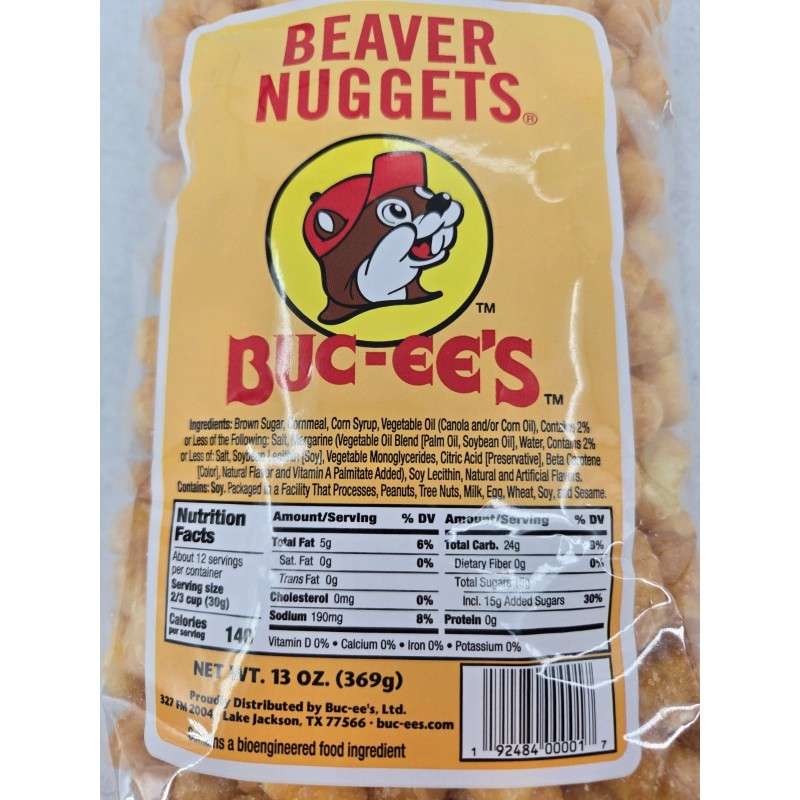 BEAVER
NUGGETS®
TM
BUC-EE'S TM
Ingredients: Brown Sugar, Cornmeal, Corn Syrup, Vegetable Oil (Canola and/or Corn Oil), Contains 2%
or Less of the Following: Salt, Margarine (Vegetable Oil Blend [Palm Oil, Soybean Oil], Water, Contains 2%
or Less of: Salt, Soybean Lecithin [Soy], Vegetable Monoglycerides, Citric Acid [Preservative], Beta Carotene
[Color], Natural Flavor and Vitamin A Palmitate Added), Soy Lecithin, Natural and Artificial Flavors.
Contains: Soy. Packaged in a Facility That Processes, Peanuts, Tree Nuts, Milk, Egg, Wheat, Soy, and Sesame.
Nutrition
Facts
About 12 servings
per container
Serving size
2/3 cup (30g)
Calories
per serving 140
Amount/Serving % DV
Total Fat 5g 6%
Sat. Fat 0g 0%
Trans Fat 0g
Cholesterol 0mg 0%
Sodium 190mg 8%
Amount/Serving % DV
Total Carb. 24g
Dietary Fiber 0g 0%
Total Sugars
Incl. 15g Added Sugars 30%
Protein 0g
Vitamin D 0% • Calcium 0% • Iron 0% • Potassium 0%
NET WT. 13 OZ. (369g)
Proudly Distributed by Buc-ee's, Ltd.
327 FM 2004 Lake Jackson, TX 77566 • buc-ees.com
Contains a bioengineered food ingredient
1 92484 00001 7